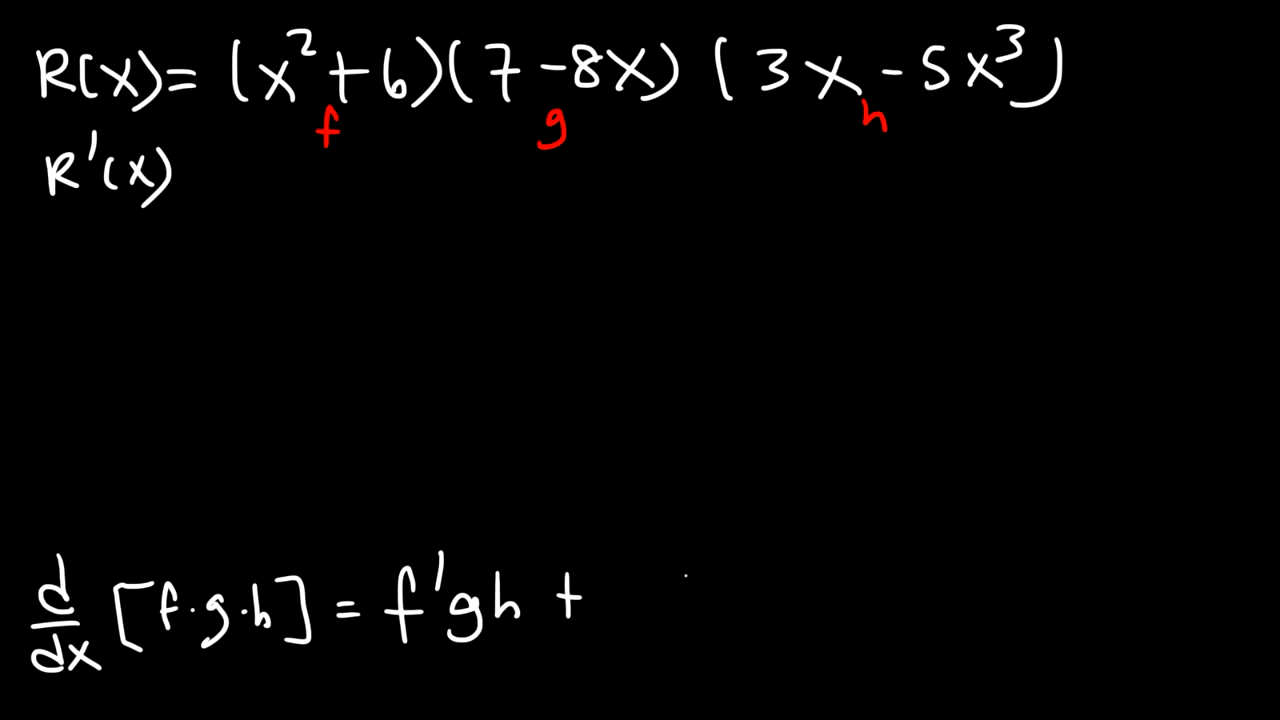 R(x)= (x²+6)(7-8x) (3x-5x³)
f g h
R'(x)
d/dx [f·g·h] = f'gh +